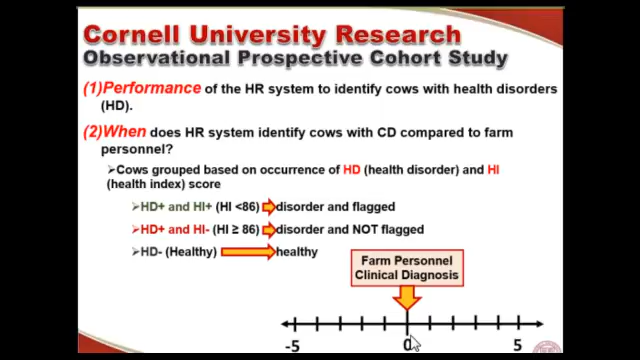 Cornell University Research
Observational Prospective Cohort Study
(1)Performance of the HR system to identify cows with health disorders
(HD).
(2)When does HR system identify cows with CD compared to farm
personnel?
➢Cows grouped based on occurrence of HD (health disorder) and HI
(health index) score
➢HD+ and HI+ (HI <86) disorder and flagged
➢HD+ and HI- (HI ≥ 86) disorder and NOT flagged
➢HD- (Healthy) healthy
Farm Personnel
Clinical Diagnosis
-5 0 5